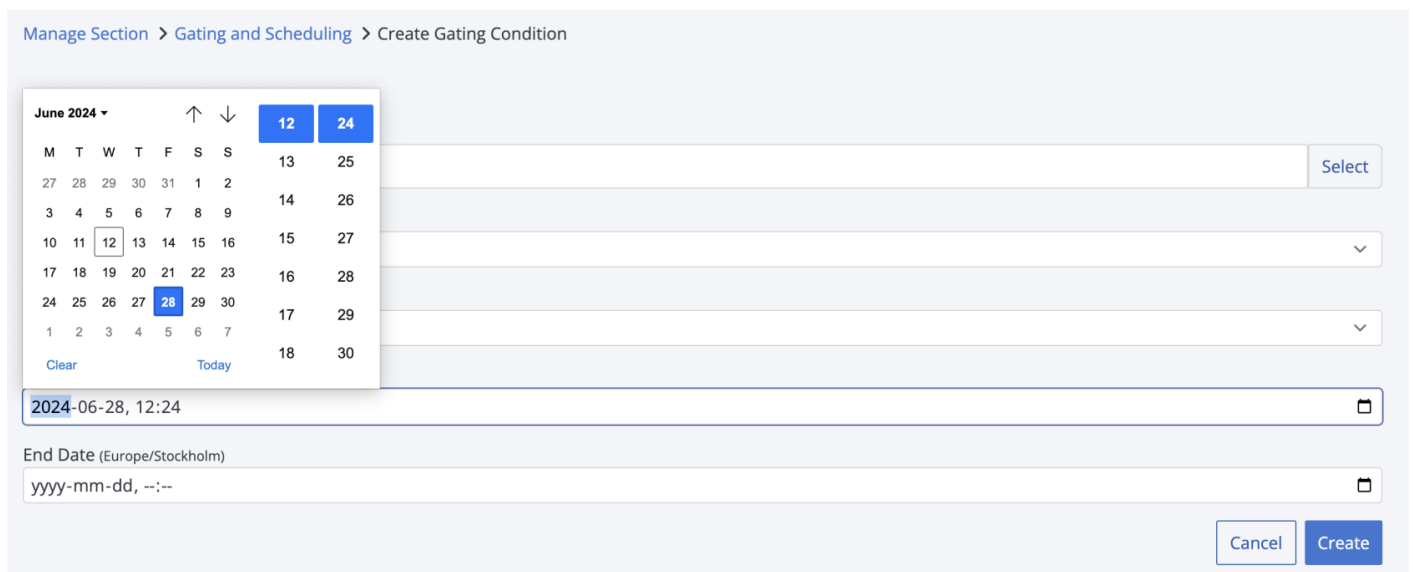 Manage Section > Gating and Scheduling > Create Gating Condition
June 2024
M T W T F S S
27 28 29 30 31 1 2
3 4 5 6 7 8 9
10 11 12 13 14 15 16
17 18 19 20 21 22 23
24 25 26 27 28 29 30
1 2 3 4 5 6 7
Clear Today
12 24
13 25
14 26
15 27
16 28
17 29
18 30
Select
2024-06-28, 12:24
End Date (Europe/Stockholm)
yyyy-mm-dd, --:--
Cancel Create